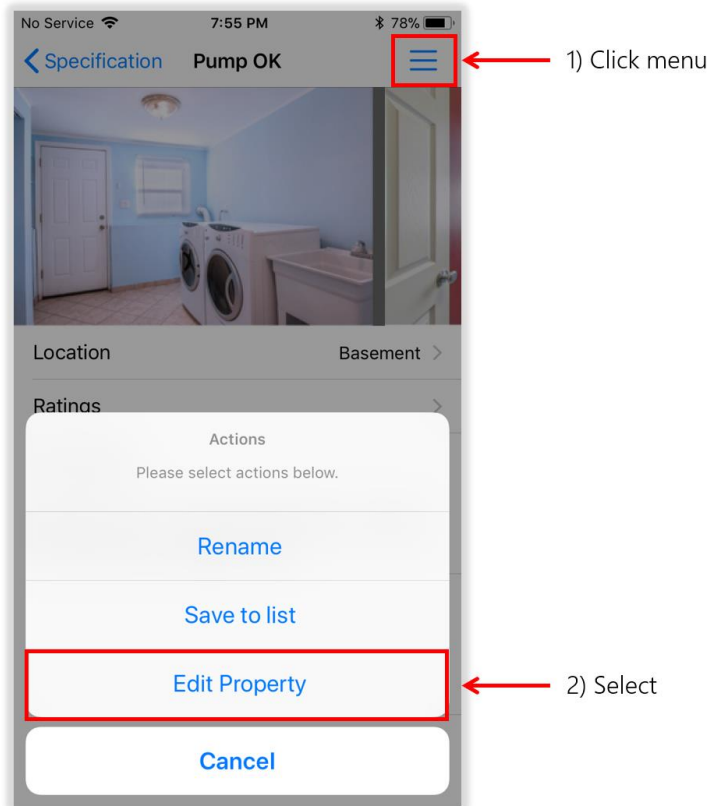 No Service 7:55 PM 78%
Specification Pump OK
1) Click menu
Location Basement
Ratings
Actions
Please select actions below.
Rename
Save to list
Edit Property
2) Select
Cancel